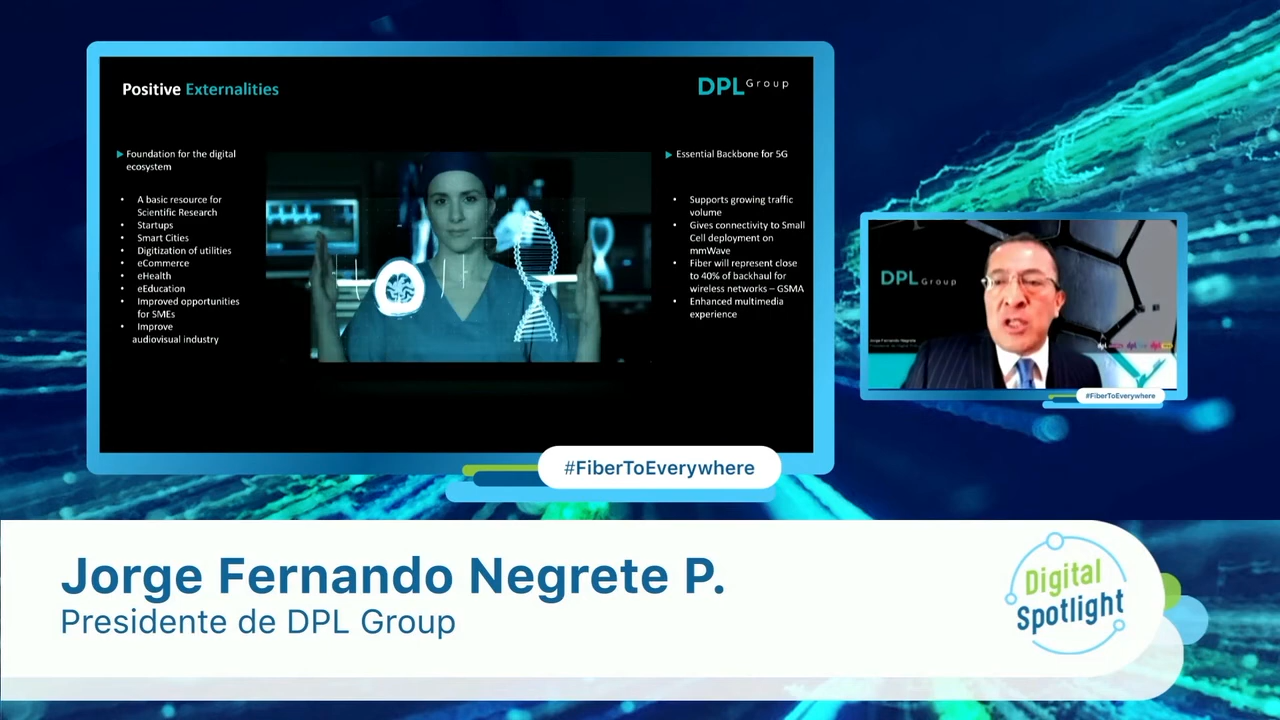 Positive Externalities
DPL Group
Foundation for the digital
ecosystem
• A basic resource for
Scientific Research
• Startups
• Smart Cities
• Digitization of utilities
• eCommerce
• eHealth
• eEducation
• Improved opportunities
for SMEs
• Improve
audiovisual industry
Essential Backbone for 5G
• Supports growing traffic
volume
• Gives connectivity to Small
Cell deployment on
mmWave
• Fiber will represent close
to 40% of backhaul for
wireless networks – GSMA
• Enhanced multimedia
experience
#FiberToEverywhere
DPL Group
Jorge Fernando Negrete
#FiberToEverywhere
Jorge Fernando Negrete P.
Presidente de DPL Group
Digital
Spotlight